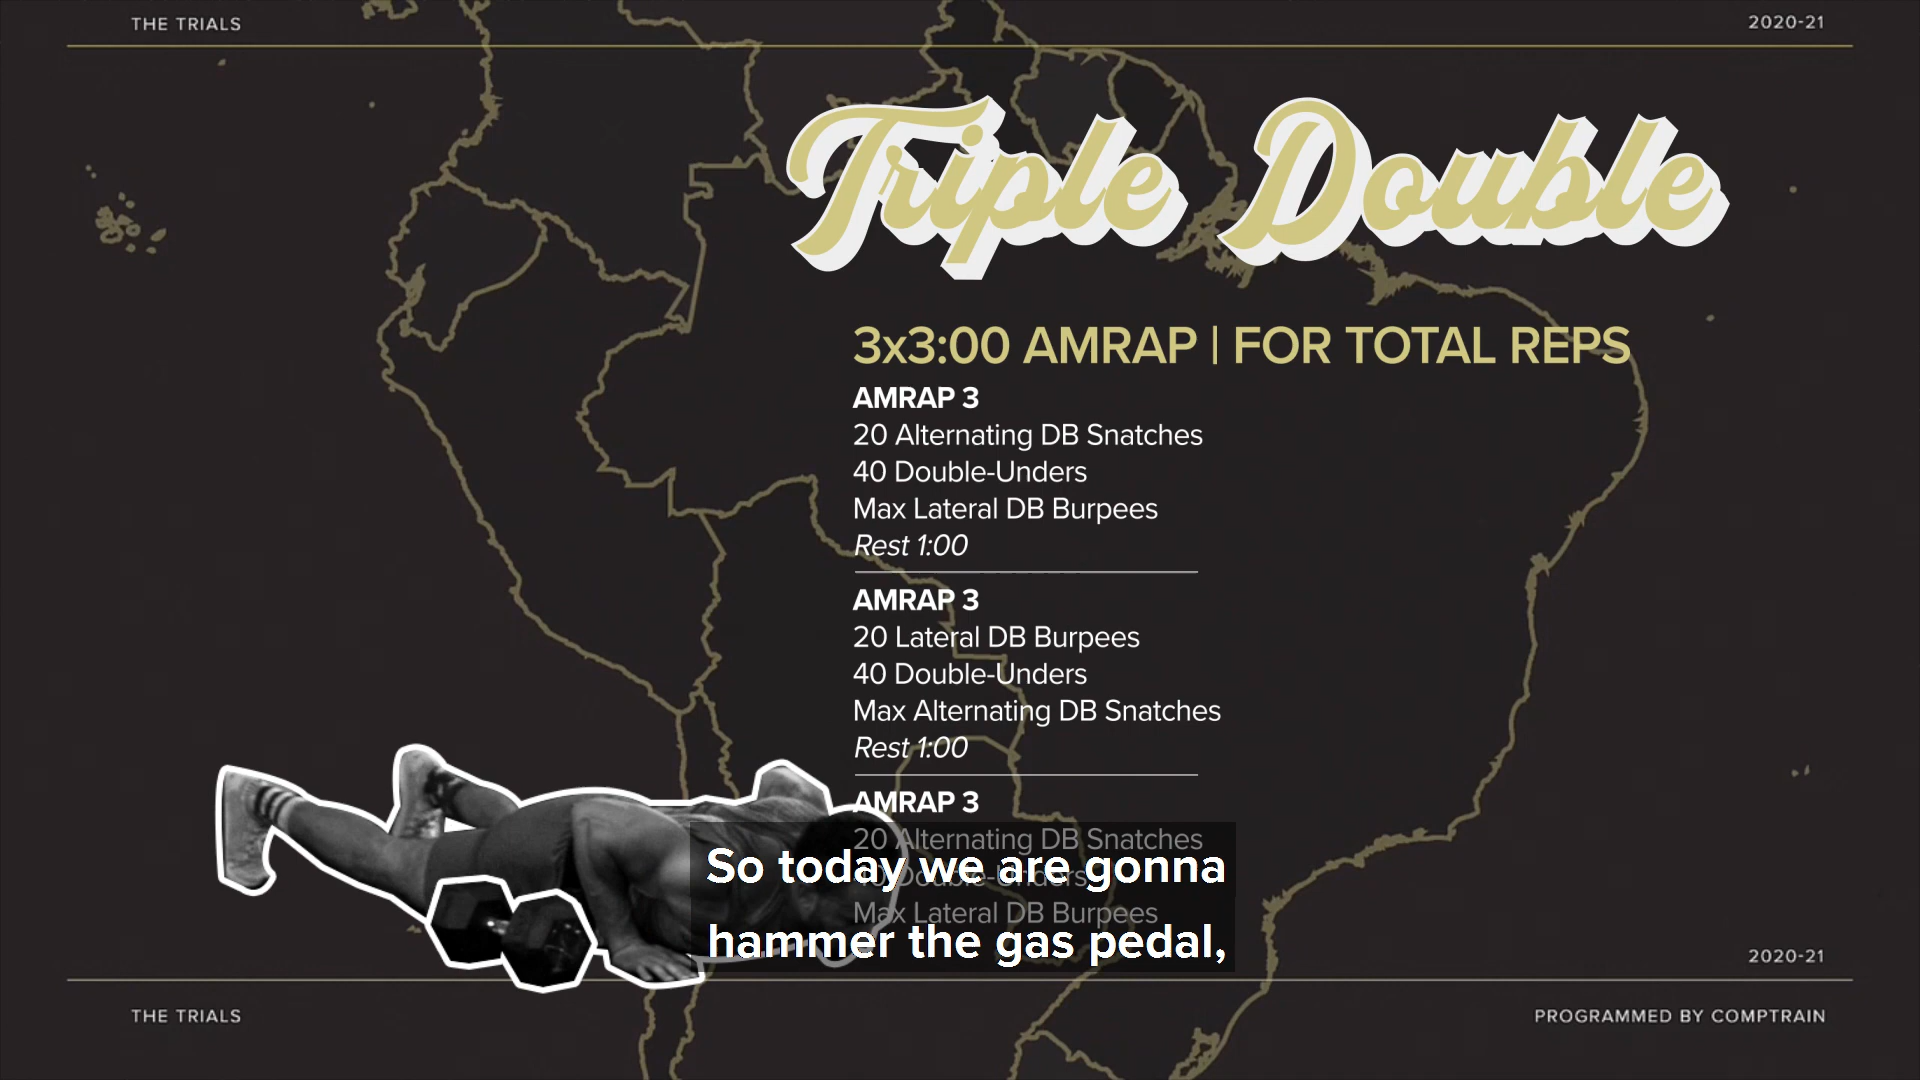 THE TRIALS
2020-21
Triple Double
3x3:00 AMRAP | FOR TOTAL REPS
AMRAP 3
20 Alternating DB Snatches
40 Double-Unders
Max Lateral DB Burpees
Rest 1:00
AMRAP 3
20 Lateral DB Burpees
40 Double-Unders
Max Alternating DB Snatches
Rest 1:00
AMRAP 3
20 Alternating DB Snatches
40 Double-Unders
Max Lateral DB Burpees
So today we are gonna
hammer the gas pedal,
2020-21
THE TRIALS
PROGRAMMED BY COMPTRAIN